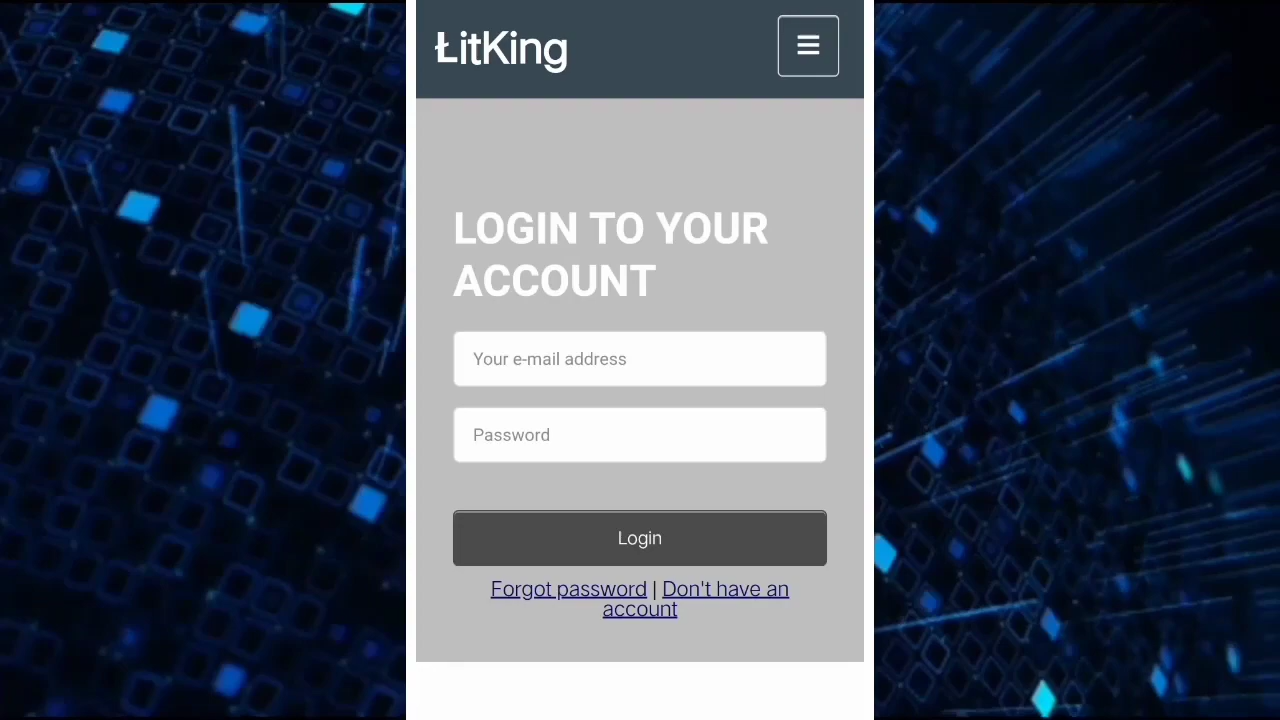 ŁitKing
LOGIN TO YOUR
ACCOUNT
Your e-mail address
Password
Login
Forgot password | Don't have an
account